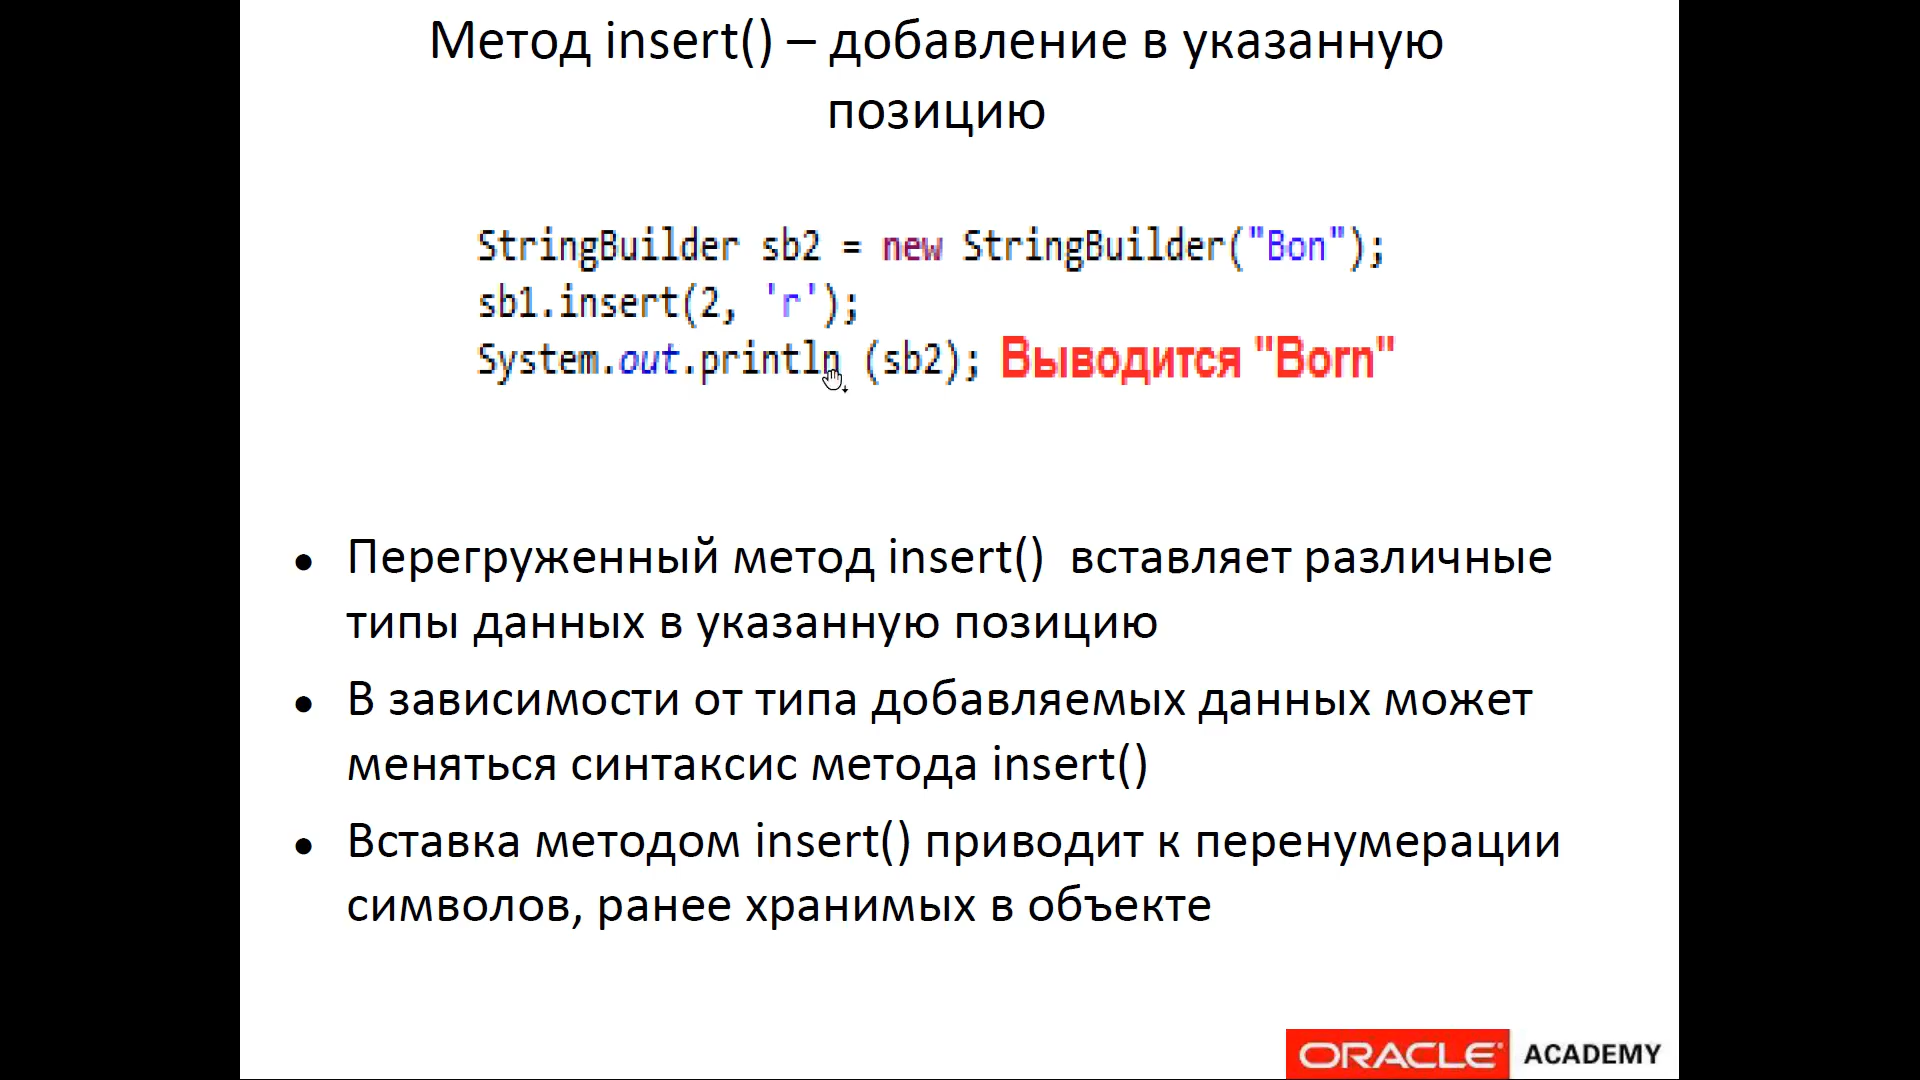 Метод insert() – добавление в указанную
позицию
StringBuilder sb2 = new StringBuilder("Bon");
sb1.insert(2, 'r');
System.out.println (sb2); Выводится "Born"
• Перегруженный метод insert()  вставляет различные
типы данных в указанную позицию
• В зависимости от типа добавляемых данных может
меняться синтаксис метода insert()
• Вставка методом insert() приводит к перенумерации
символов, ранее хранимых в объекте
ORACLE ACADEMY